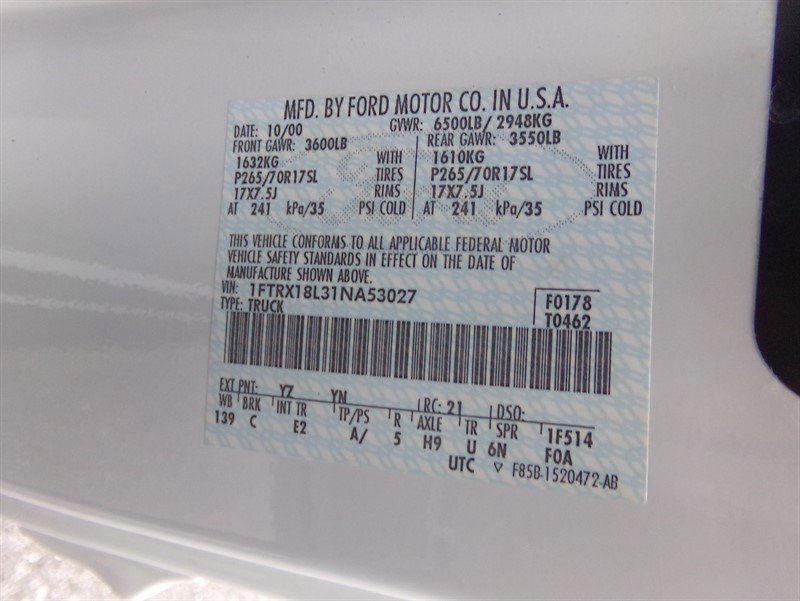 MFD. BY FORD MOTOR CO. IN U.S.A.
DATE: 10/00 GVWR: 6500LB/ 2948KG
FRONT GAWR: 3600LB REAR GAWR: 3550LB
1632KG WITH 1610KG WITH
P265/70R17SL TIRES P265/70R17SL TIRES
17X7.5J RIMS 17X7.5J RIMS
AT 241 kPa/35 PSI COLD AT 241 kPa/35 PSI COLD
THIS VEHICLE CONFORMS TO ALL APPLICABLE FEDERAL MOTOR
VEHICLE SAFETY STANDARDS IN EFFECT ON THE DATE OF
MANUFACTURE SHOWN ABOVE.
VIN: 1FTRX18L31NA53027 F0178
TYPE: TRUCK T0462
EXT PNT: YZ YN RC: 21 DSO:
WB BRK INT TR TP/PS R AXLE TR SPR 1F514
139 C E2 A/ 5 H9 U 6N F0A
UTC ▽ F85B-1520472-AB